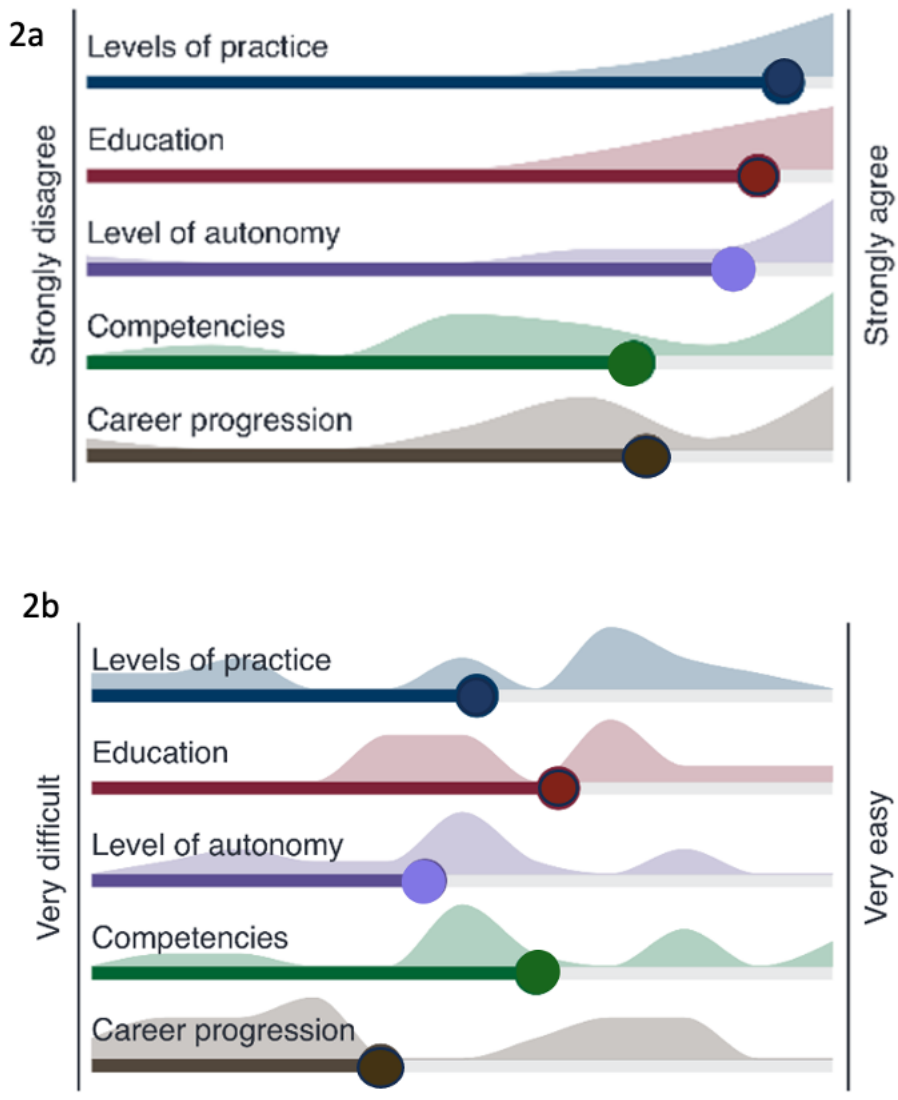 2a
Strongly disagree
Levels of practice
Education
Level of autonomy
Competencies
Career progression
Strongly agree
2b
Very difficult
Levels of practice
Education
Level of autonomy
Competencies
Career progression
Very easy